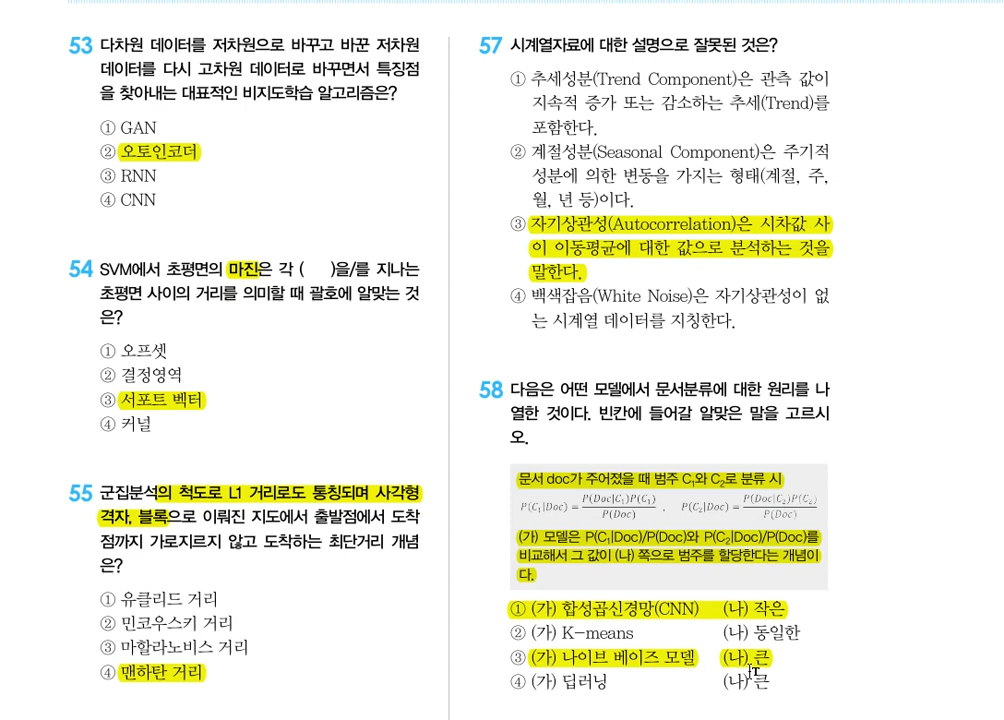 53 다차원 데이터를 저차원으로 바꾸고 바꾼 저차원
데이터를 다시 고차원 데이터로 바꾸면서 특징점
을 찾아내는 대표적인 비지도학습 알고리즘은?
① GAN
② 오토인코더
③ RNN
④ CNN
54 SVM에서 초평면의 마진은 각 (    )을/를 지나는
초평면 사이의 거리를 의미할 때 괄호에 알맞는 것
은?
① 오프셋
② 결정영역
③ 서포트 벡터
④ 커널
55 군집분석의 척도로 L1 거리로도 통칭되며 사각형
격자, 블록으로 이뤄진 지도에서 출발점에서 도착
점까지 가로지르지 않고 도착하는 최단거리 개념
은?
① 유클리드 거리
② 민코우스키 거리
③ 마할라노비스 거리
④ 맨하탄 거리
57 시계열자료에 대한 설명으로 잘못된 것은?
① 추세성분(Trend Component)은 관측 값이
지속적 증가 또는 감소하는 추세(Trend)를
포함한다.
② 계절성분(Seasonal Component)은 주기적
성분에 의한 변동을 가지는 형태(계절, 주,
월, 년 등)이다.
③ 자기상관성(Autocorrelation)은 시차값 사
이 이동평균에 대한 값으로 분석하는 것을
말한다.
④ 백색잡음(White Noise)은 자기상관성이 없
는 시계열 데이터를 지칭한다.
58 다음은 어떤 모델에서 문서분류에 대한 원리를 나
열한 것이다. 빈칸에 들어갈 알맞은 말을 고르시
오.
문서 doc가 주어졌을 때 범주 C₁와 C₂로 분류 시
P(C₁|Doc) = P(Doc|C₁)P(C₁) / P(Doc) , P(C₂|Doc) = P(Doc|C₂)P(C₂) / P(Doc)
(가) 모델은 P(C₁|Doc)/P(Doc)와 P(C₂|Doc)/P(Doc)를
비교해서 그 값이 (나) 쪽으로 범주를 할당한다는 개념이
다.
① (가) 합성곱신경망(CNN) (나) 작은
② (가) K-means (나) 동일한
③ (가) 나이브 베이즈 모델 (나) 큰
④ (가) 딥러닝 (나) 큰